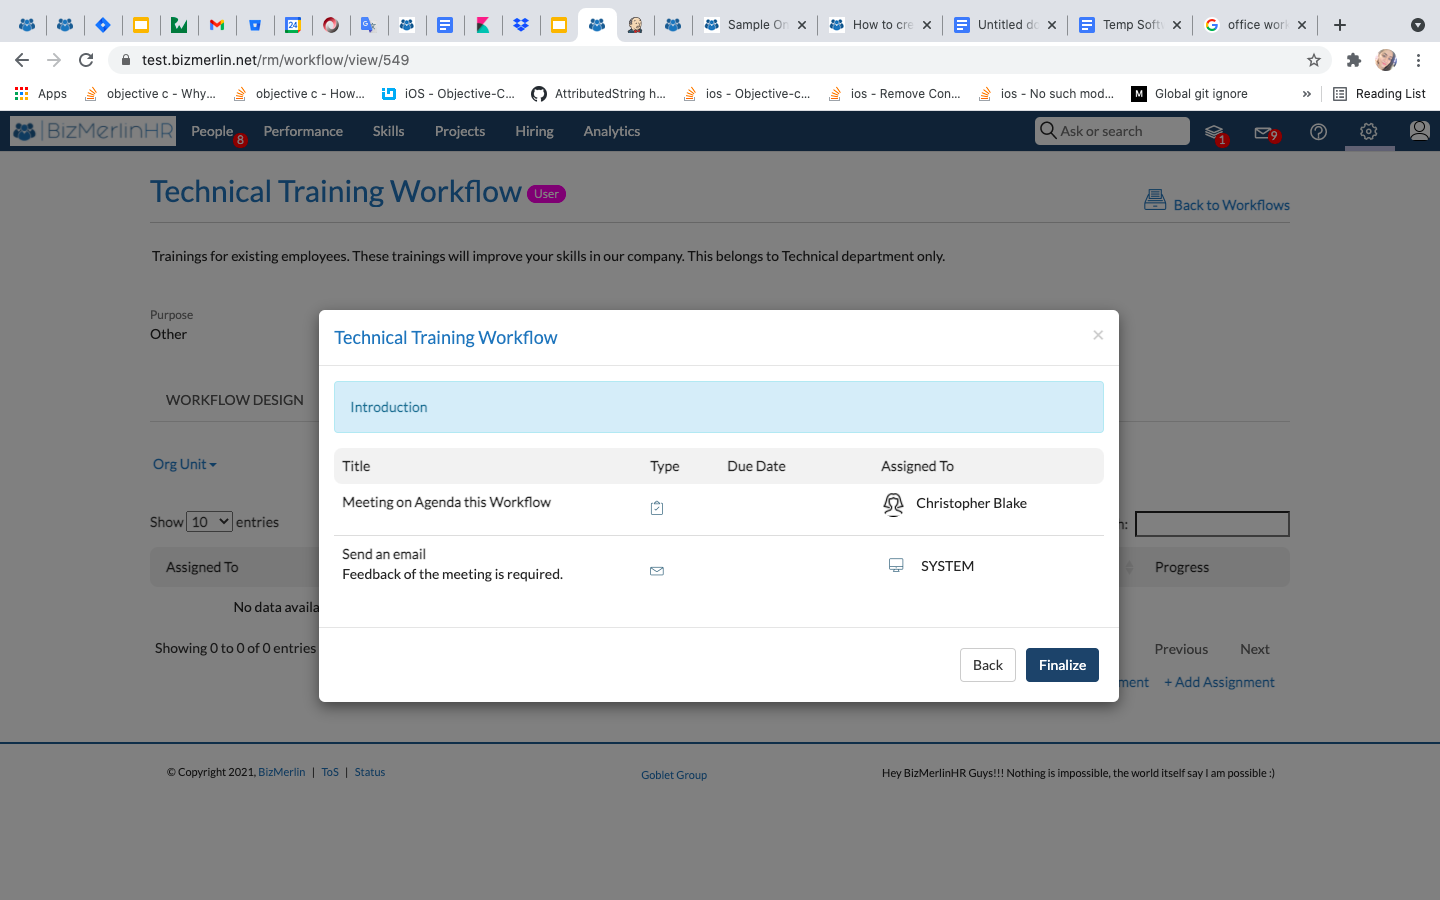 Sample On
How to cre
Untitled do
Temp Softw
office work
test.bizmerlin.net/rm/workflow/view/549
Apps
objective c - Why...
objective c - How...
iOS - Objective-C...
AttributedString h...
ios - Objective-c...
ios - Remove Con...
ios - No such mod...
M Global git ignore
»
Reading List
BizMerlinHR
People 8
Performance
Skills
Projects
Hiring
Analytics
Ask or search
1
9
Technical Training Workflow User
Back to Workflows
Trainings for existing employees. These trainings will improve your skills in our company. This belongs to Technical department only.
Purpose
Other
WORKFLOW DESIGN
Org Unit
Show 10 entries
Assigned To
Progress
No data availa
Showing 0 to 0 of 0 entries
Previous Next
ment + Add Assignment
Technical Training Workflow ×
Introduction
Title Type Due Date Assigned To
Meeting on Agenda this Workflow Christopher Blake
Send an email
Feedback of the meeting is required. SYSTEM
Back Finalize
© Copyright 2021, BizMerlin | ToS | Status
Goblet Group
Hey BizMerlinHR Guys!!! Nothing is impossible, the world itself say I am possible :)